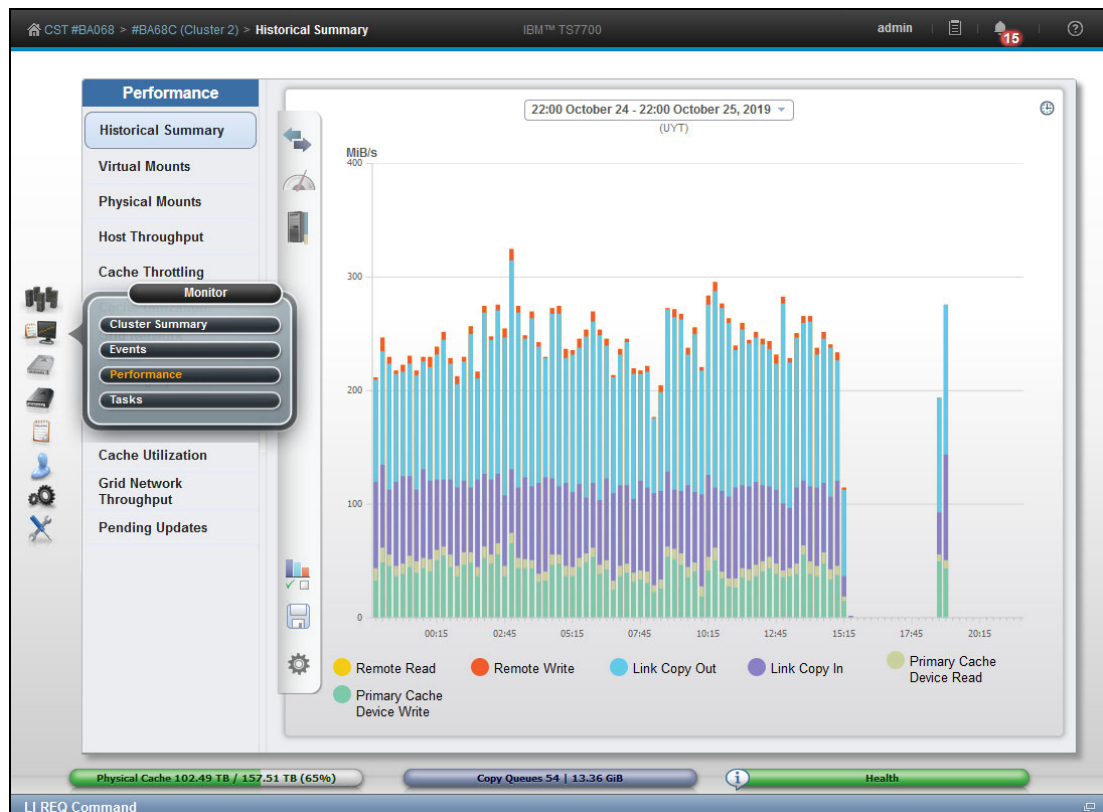 CST #BA068 > #BA68C (Cluster 2) > Historical Summary
IBM™ TS7700
admin
15
?
Performance
Historical Summary
Virtual Mounts
Physical Mounts
Host Throughput
Cache Throttling
Monitor
Cluster Summary
Events
Performance
Tasks
Cache Utilization
Grid Network
Throughput
Pending Updates
22:00 October 24 - 22:00 October 25, 2019
(UYT)
MiB/s
400
300
200
100
0
00:15 02:45 05:15 07:45 10:15 12:45 15:15 17:45 20:15
Remote Read
Remote Write
Link Copy Out
Link Copy In
Primary Cache
Device Read
Primary Cache
Device Write
Physical Cache 102.49 TB / 157.51 TB (65%)
Copy Queues 54 | 13.36 GiB
i
Health
LI REQ Command